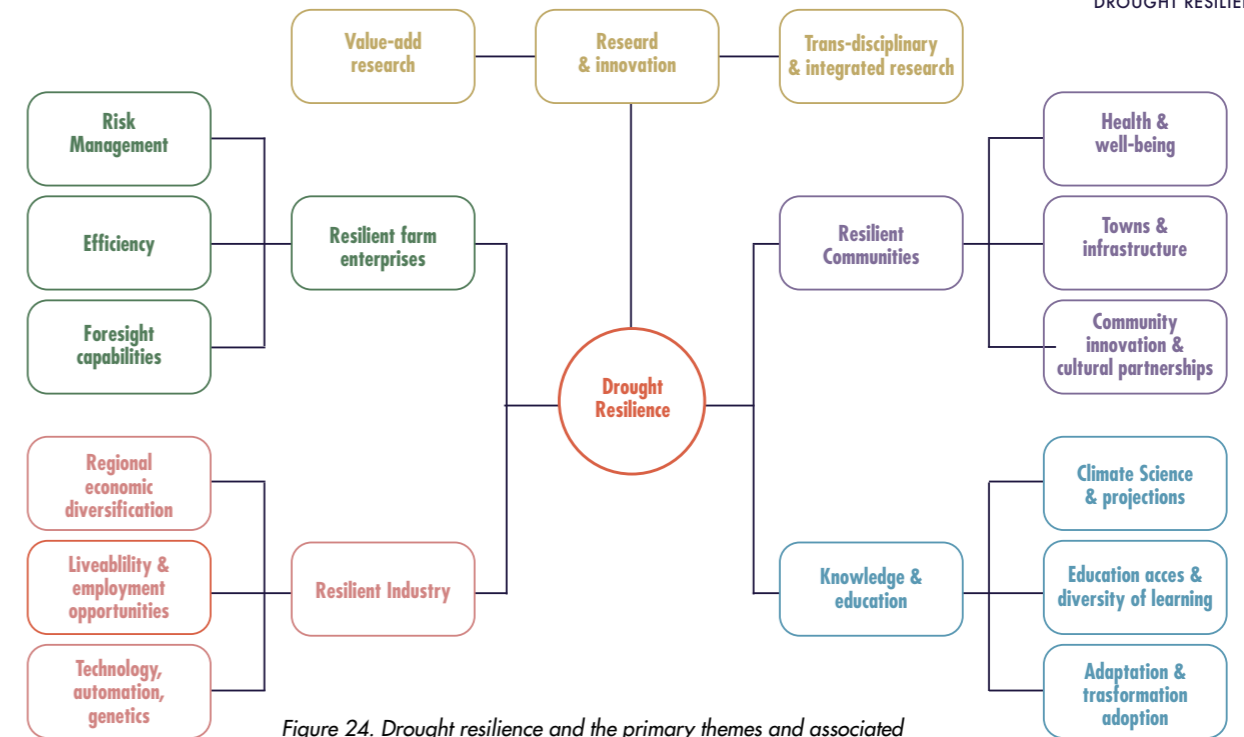 DROUGHT RESILIE
Value-add
research
Researd
& innovation
Trans-disciplinary
& integrated research
Risk
Management
Efficiency
Foresight
capabilities
Resilient farm
enterprises
Resilient
Communities
Health &
well-being
Towns &
infrastructure
Community
innovation &
cultural partnerships
Drought
Resilience
Regional
economic
diversification
Liveablility &
employment
opportunities
Technology,
automation,
genetics
Resilient Industry
Knowledge &
education
Climate Science
& projections
Education acces &
diversity of learning
Adaptation &
trasformation
adoption
Figure 24. Drought resilience and the primary themes and associated